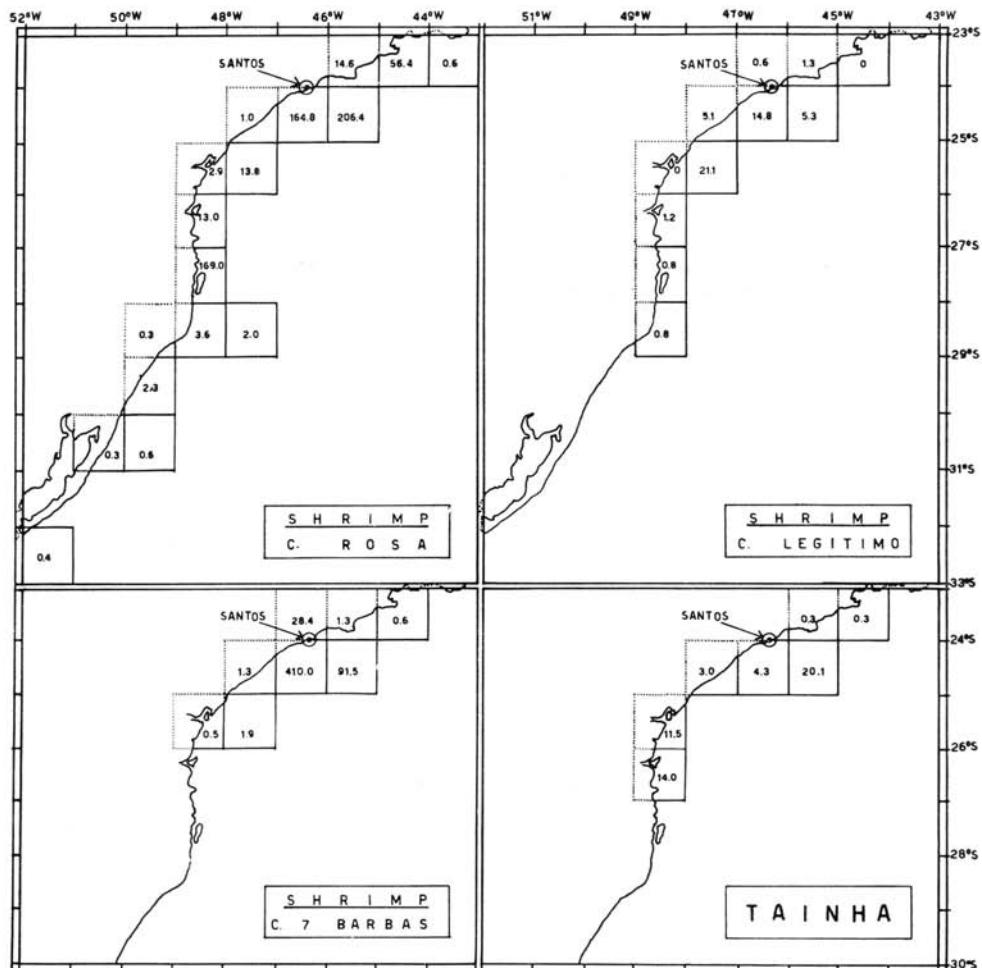 52°W 50°W 48°W 46°W 44°W
51°W 49°W 47°W 45°W 43°W
23°S
SANTOS
14.6 56.4 0.6
1.0 164.8 206.4
2.9 13.8
13.0
169.0
0.3 3.6 2.0
2.3
0.3 0.6
0.4
SHRIMP
C. ROSA
SANTOS
0.6 1.3 0
5.1 14.8 5.3
0 21.1
1.2
0.8
0.8
25°S
27°S
29°S
31°S
33°S
SHRIMP
C. LEGITIMO
SANTOS
28.4 1.3 0.6
1.3 410.0 91.5
0.5 1.9
SHRIMP
C. 7 BARBAS
SANTOS
0.3 0.3
3.0 4.3 20.1
11.5
14.0
24°S
26°S
28°S
30°S
TAINHA